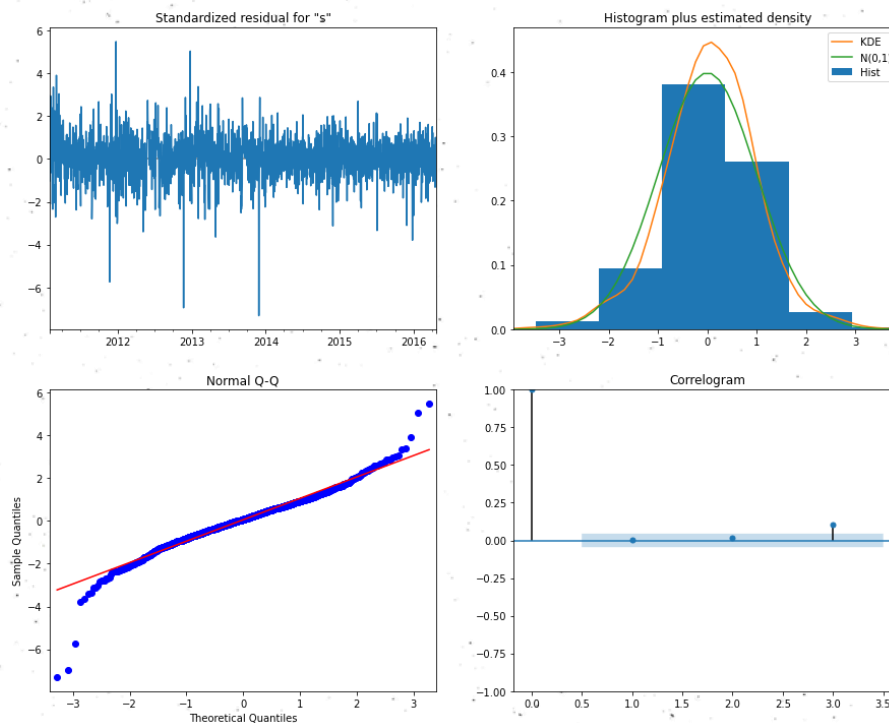 Standardized residual for "s"
6
4
2
0
−2
−4
−6
2012 2013 2014 2015 2016
Histogram plus estimated density
KDE
N(0,1)
Hist
0.4
0.3
0.2
0.1
0.0
−3 −2 −1 0 1 2 3
Normal Q-Q
Sample Quantiles
6
4
2
0
−2
−4
−6
−3 −2 −1 0 1 2 3
Theoretical Quantiles
Correlogram
1.00
0.75
0.50
0.25
0.00
−0.25
−0.50
−0.75
−1.00
0.0 0.5 1.0 1.5 2.0 2.5 3.0 3.5